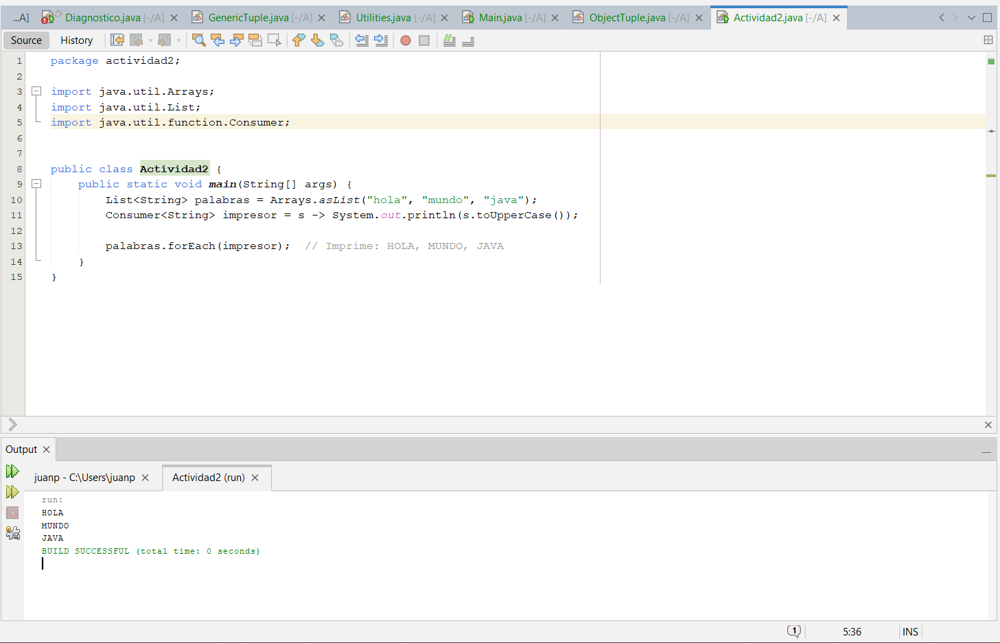 ...A] Diagnostico.java [-/A] GenericTuple.java [-/A] Utilities.java [-/A] Main.java [-/A] ObjectTuple.java [-/A] Actividad2.java [-/A]
Source History
1 package actividad2;
2
3 import java.util.Arrays;
4 import java.util.List;
5 import java.util.function.Consumer;
6
7
8 public class Actividad2 {
9 public static void main(String[] args) {
10 List<String> palabras = Arrays.asList("hola", "mundo", "java");
11 Consumer<String> impresor = s -> System.out.println(s.toUpperCase());
12
13 palabras.forEach(impresor); // Imprime: HOLA, MUNDO, JAVA
14 }
15 }
Output
juanp - C:\Users\juanp Actividad2 (run)
run:
HOLA
MUNDO
JAVA
BUILD SUCCESSFUL (total time: 0 seconds)
1 5:36 INS